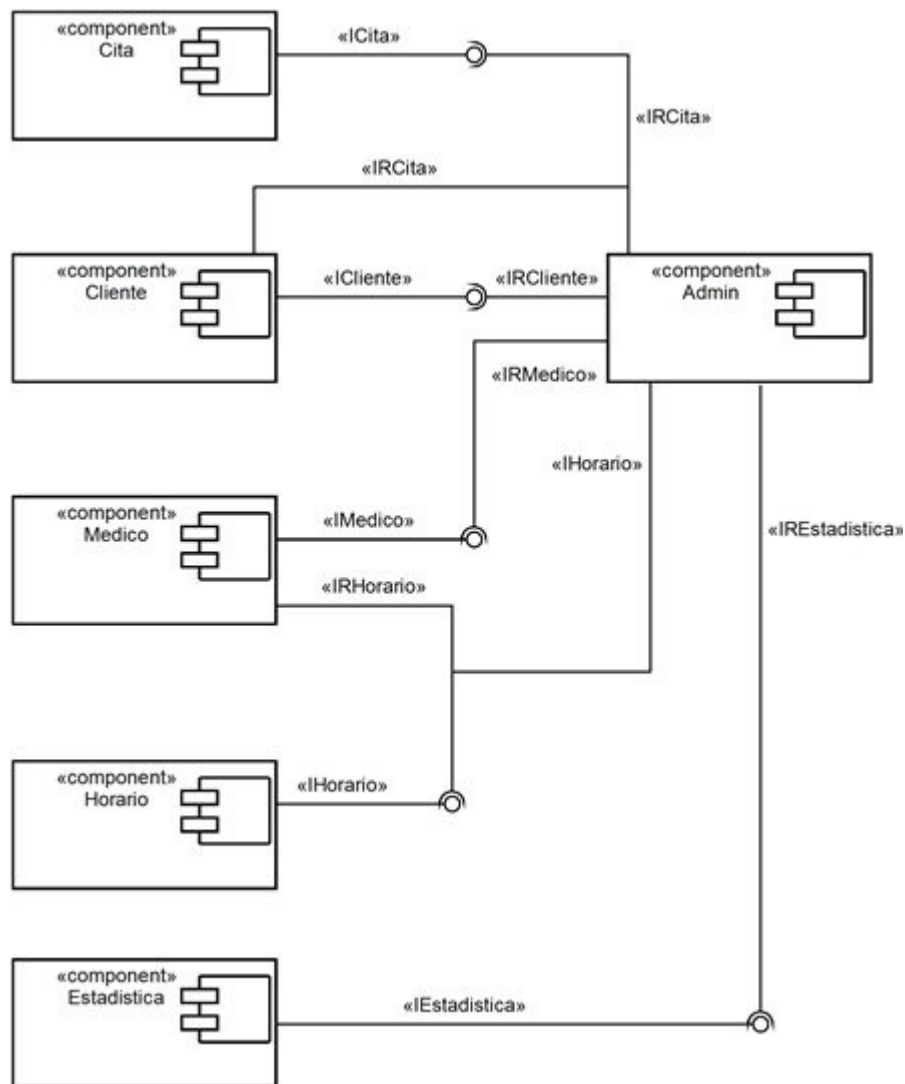 «component»
Cita
«ICita»
«IRCita»
«IRCita»
«component»
Cliente
«ICliente»
«IRCliente»
«component»
Admin
«IRMedico»
«IHorario»
«component»
Medico
«IMedico»
«IREstadistica»
«IRHorario»
«component»
Horario
«IHorario»
«component»
Estadistica
«IEstadistica»